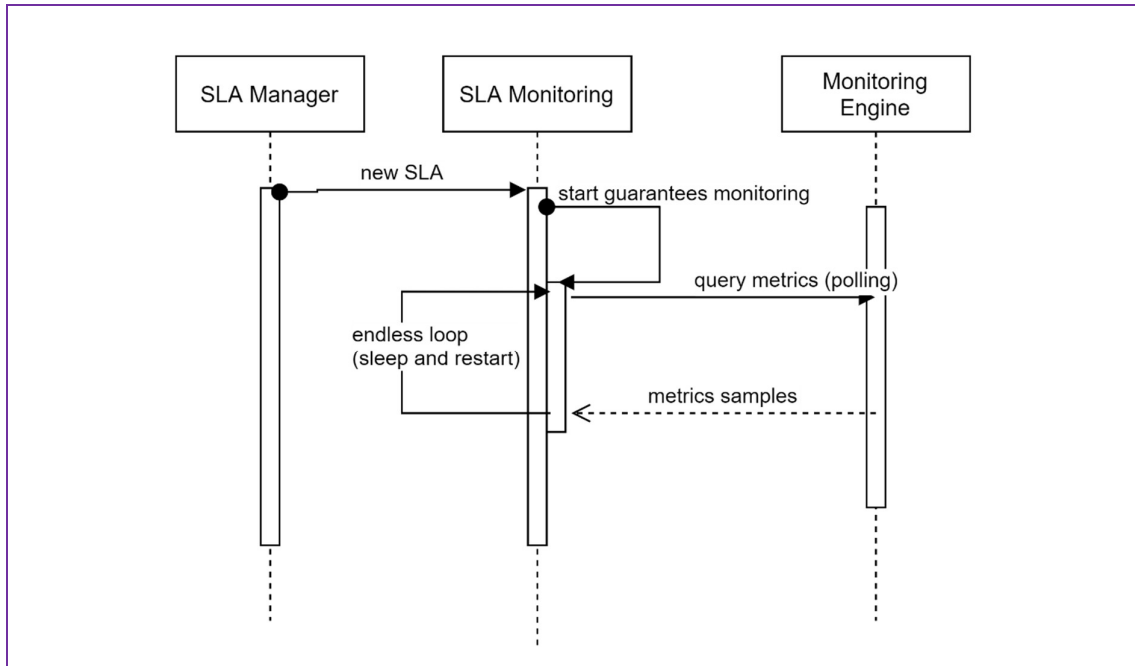 SLA Manager
SLA Monitoring
Monitoring
Engine
new SLA
start guarantees monitoring
query metrics (polling)
endless loop
(sleep and restart)
metrics samples